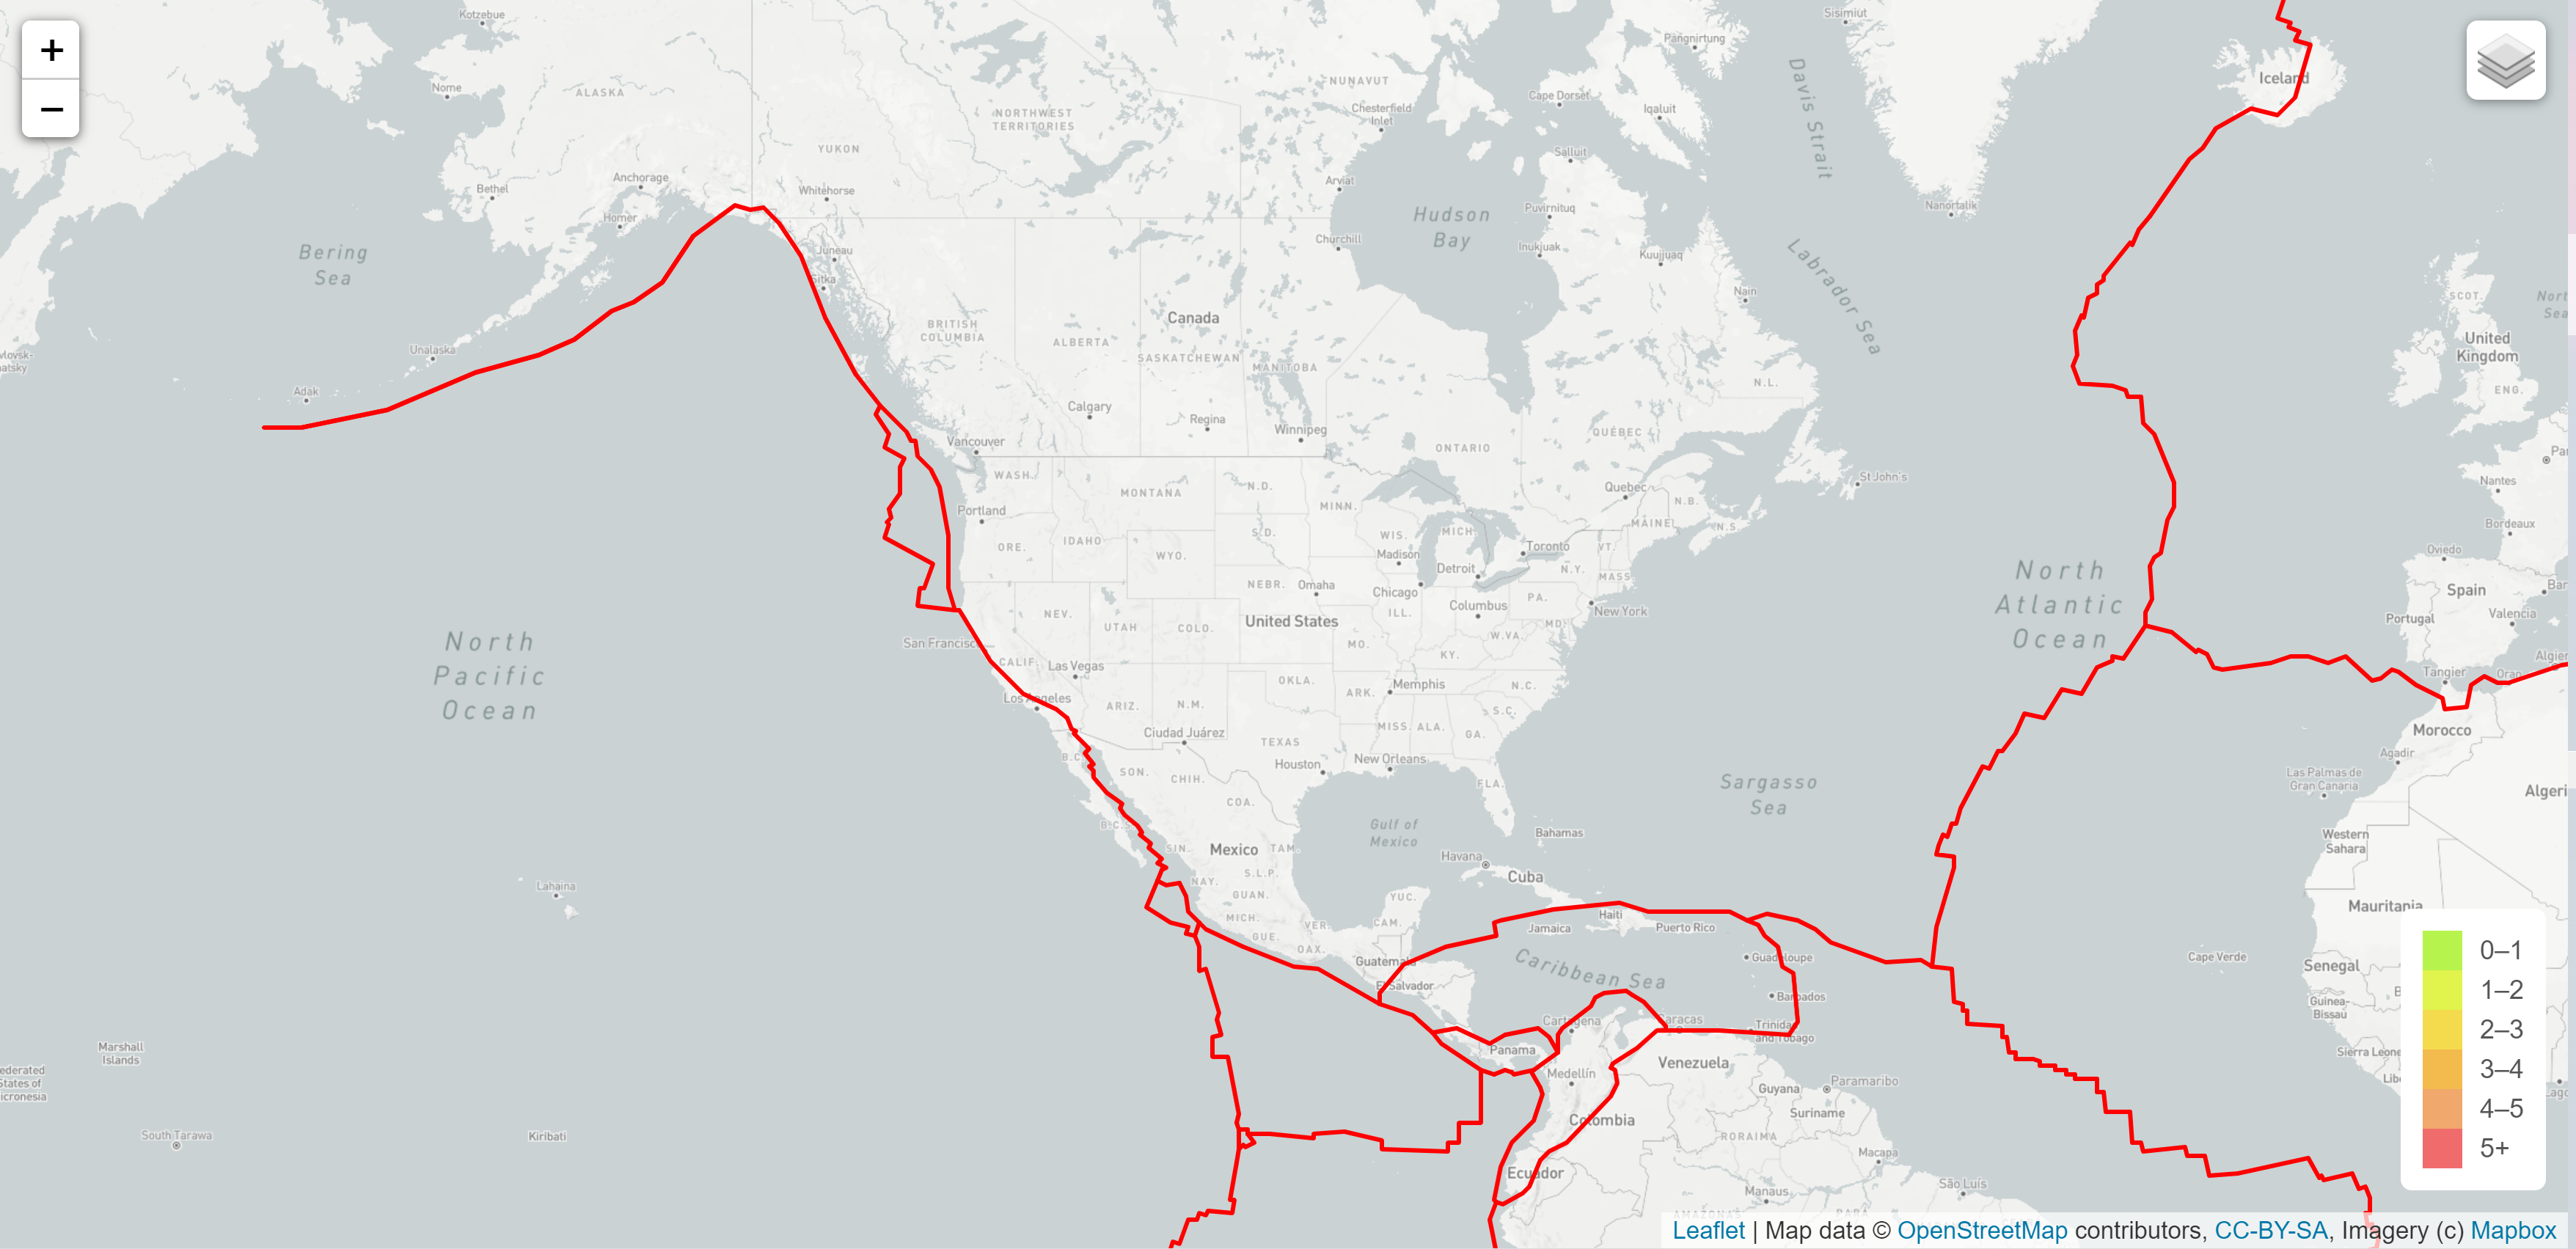 Kotzebue
Sisimiut
+
Pangnirtung
Nome
ALASKA
NUNAVUT
Iceland
Cape Dorset
Davis Strait
−
NORTHWEST
TERRITORIES
Chesterfield
Inlet
Iqaluit
YUKON
Salluit
Anchorage
Bethel
Whitehorse
Arviat
Homer
Hudson
Bay
Puvirnituq
Nanortalik
Churchill
Inukjuak
Kuujjuaq
Juneau
Bering
Sea
Labrador Sea
Sitka
Nain
SCOT.
Canada
BRITISH
COLUMBIA
ALBERTA
SASKATCHEWAN
MANITOBA
United
Kingdom
Unalaska
Adak
N.L.
ENG.
Calgary
Regina
Winnipeg
QUÉBEC
Vancouver
ONTARIO
WASH.
St John's
MONTANA
N.D.
Quebec
N.B.
Nantes
Portland
MINN.
MAINE
N.S.
Bordeaux
ORE.
IDAHO
WYO.
S.D.
WIS.
Madison
MICH.
Toronto
VT.
Oviedo
Detroit
N.Y.
MASS.
North
Atlantic
Ocean
NEBR.
Omaha
Chicago
Columbus
PA.
New York
Spain
NEV.
UTAH
COLO.
United States
ILL.
MD.
Portugal
Valencia
San Francisco
North
Pacific
Ocean
CALIF.
Las Vegas
MO.
KY.
W.VA.
Tangier
Oran
Los Angeles
ARIZ.
N.M.
OKLA.
ARK.
Memphis
N.C.
S.C.
Ciudad Juárez
TEXAS
MISS.
ALA.
GA.
Morocco
B.C.
SON.
CHIH.
Houston
New Orleans
FLA.
Agadir
Sargasso
Sea
Las Palmas de
Gran Canaria
COA.
B.C.S.
Gulf of
Mexico
Bahamas
Western
Sahara
SIN.
Mexico
TAM.
Havana
Cuba
Lahaina
NAY.
S.L.P.
GUAN.
YUC.
Mauritania
MICH.
VER.
CAM.
Haiti
Jamaica
Puerto Rico
GUE.
OAX.
Guatemala
Caribbean Sea
Guadeloupe
Cape Verde
Senegal
El Salvador
Barbados
Guinea-
Bissau
Marshall
Islands
Cartagena
Caracas
Trinidad
and Tobago
Panama
Venezuela
Sierra Leone
Medellín
Guyana
Paramaribo
Suriname
Colombia
South Tarawa
Kiribati
RORAIMA
Macapa
Ecuador
São Luís
Manaus
0–1
1–2
2–3
3–4
4–5
5+
Leaflet | Map data © OpenStreetMap contributors, CC-BY-SA, Imagery (c) Mapbox